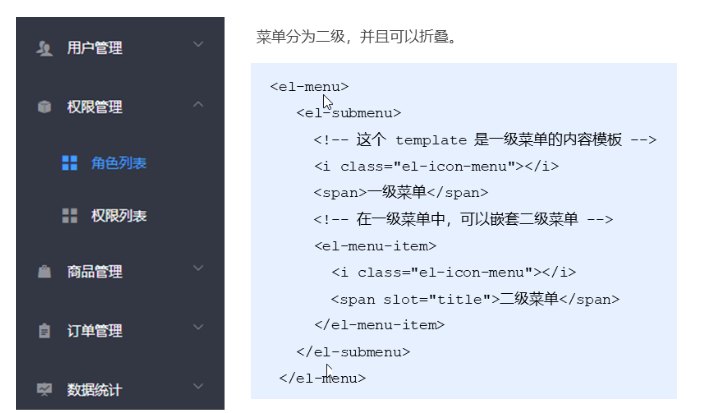 用户管理
权限管理
角色列表
权限列表
商品管理
订单管理
数据统计
菜单分为二级，并且可以折叠。
<el-menu>
<el-submenu>
<!-- 这个 template 是一级菜单的内容模板 -->
<i class="el-icon-menu"></i>
<span>一级菜单</span>
<!-- 在一级菜单中，可以嵌套二级菜单 -->
<el-menu-item>
<i class="el-icon-menu"></i>
<span slot="title">二级菜单</span>
</el-menu-item>
</el-submenu>
</el-menu>